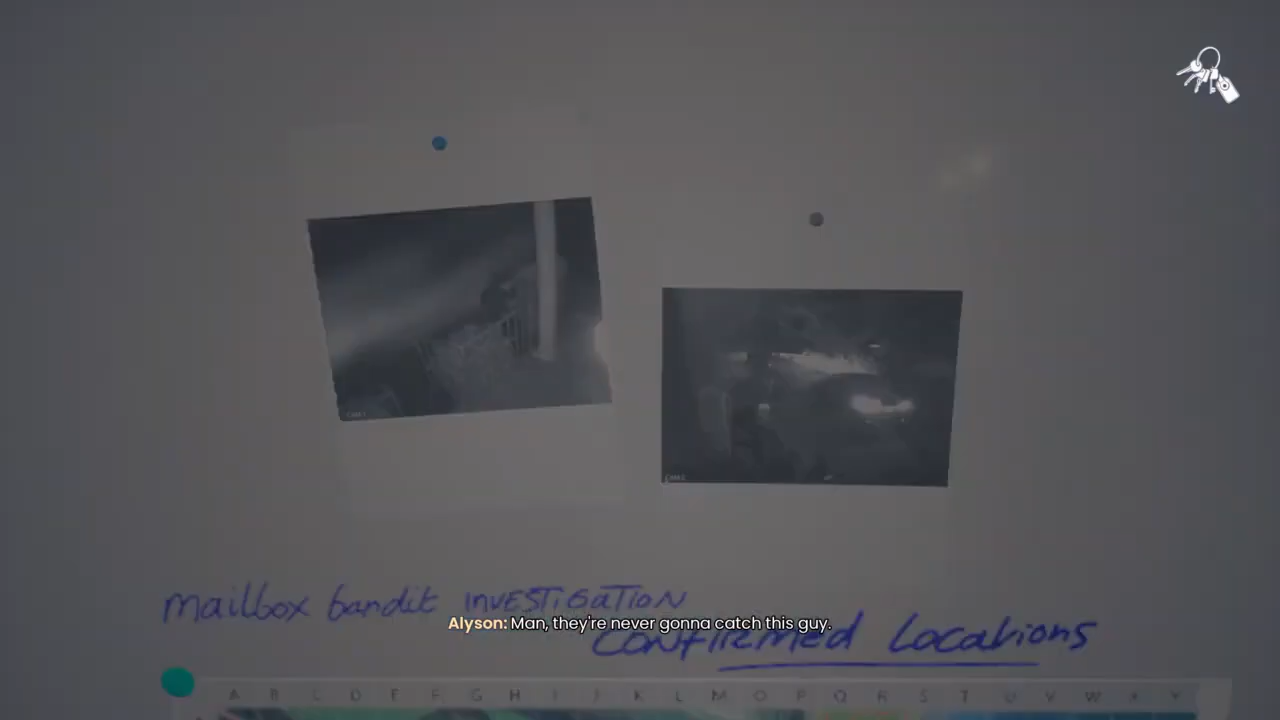 mailbox bandit INVESTIGATION
Alyson: Man, they're never gonna catch this guy.
CONFIRMED Locations
A B C D E F G H I J K L M O P Q R S T U V W X Y